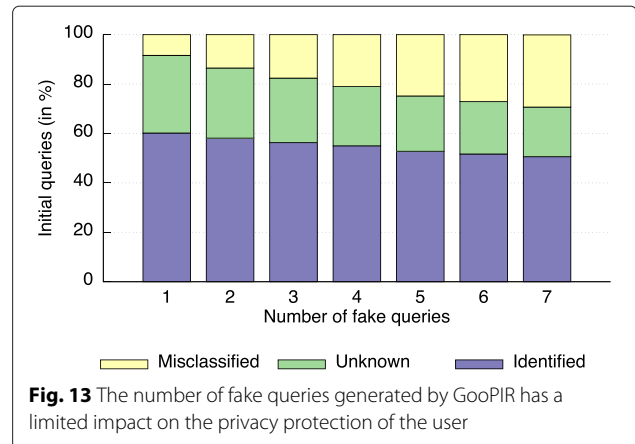 100
80
60
40
20
0
Initial queries (in %)
1 2 3 4 5 6 7
Number of fake queries
Misclassified Unknown Identified
Fig. 13 The number of fake queries generated by GooPIR has a
limited impact on the privacy protection of the user